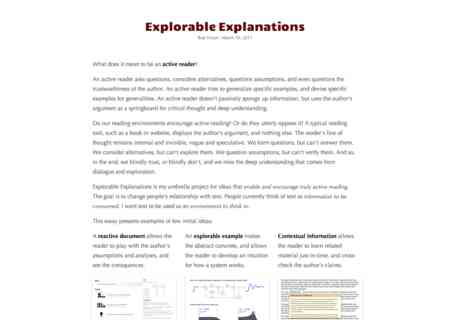 Explorable Explanations
Bret Victor / March 10, 2011
What does it mean to be an active reader?
An active reader asks questions, considers alternatives, questions assumptions, and even questions the
trustworthiness of the author. An active reader tries to generalize specific examples, and devise specific
examples for generalities. An active reader doesn't passively sponge up information, but uses the author's
argument as a springboard for critical thought and deep understanding.
Do our reading environments encourage active reading? Or do they utterly oppose it? A typical reading
tool, such as a book or website, displays the author's argument, and nothing else. The reader's line of
thought remains internal and invisible, vague and speculative. We form questions, but can't answer them.
We consider alternatives, but can't explore them. We question assumptions, but can't verify them. And so,
in the end, we blindly trust, or blindly don't, and we miss the deep understanding that comes from
dialogue and exploration.
Explorable Explanations is my umbrella project for ideas that enable and encourage truly active reading.
The goal is to change people's relationship with text. People currently think of text as information to be
consumed. I want text to be used as an environment to think in.
This essay presents examples of few initial ideas:
A reactive document allows the
reader to play with the author's
assumptions and analyses, and
see the consequences.
An explorable example makes
the abstract concrete, and allows
the reader to develop an intuition
for how a system works.
Contextual information allows
the reader to learn related
material just-in-time, and cross-
check the author's claims.